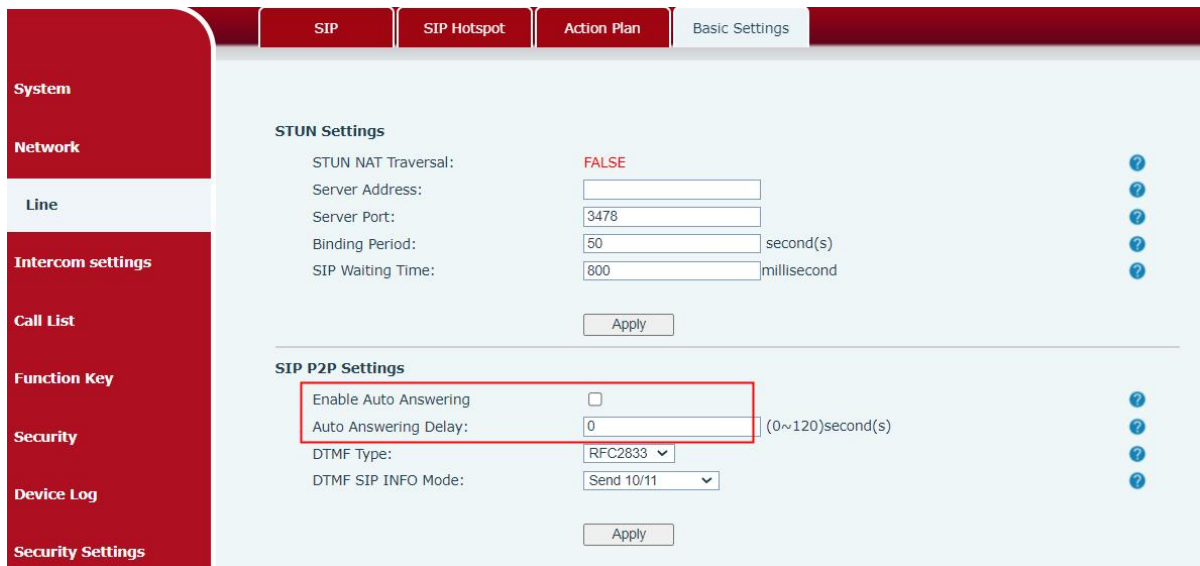 SIP
SIP Hotspot
Action Plan
Basic Settings
System
Network
Line
Intercom settings
Call List
Function Key
Security
Device Log
Security Settings
STUN Settings
STUN NAT Traversal: FALSE
Server Address:
Server Port: 3478
Binding Period: 50 second(s)
SIP Waiting Time: 800 millisecond
Apply
SIP P2P Settings
Enable Auto Answering
Auto Answering Delay: 0 (0~120)second(s)
DTMF Type: RFC2833
DTMF SIP INFO Mode: Send 10/11
Apply